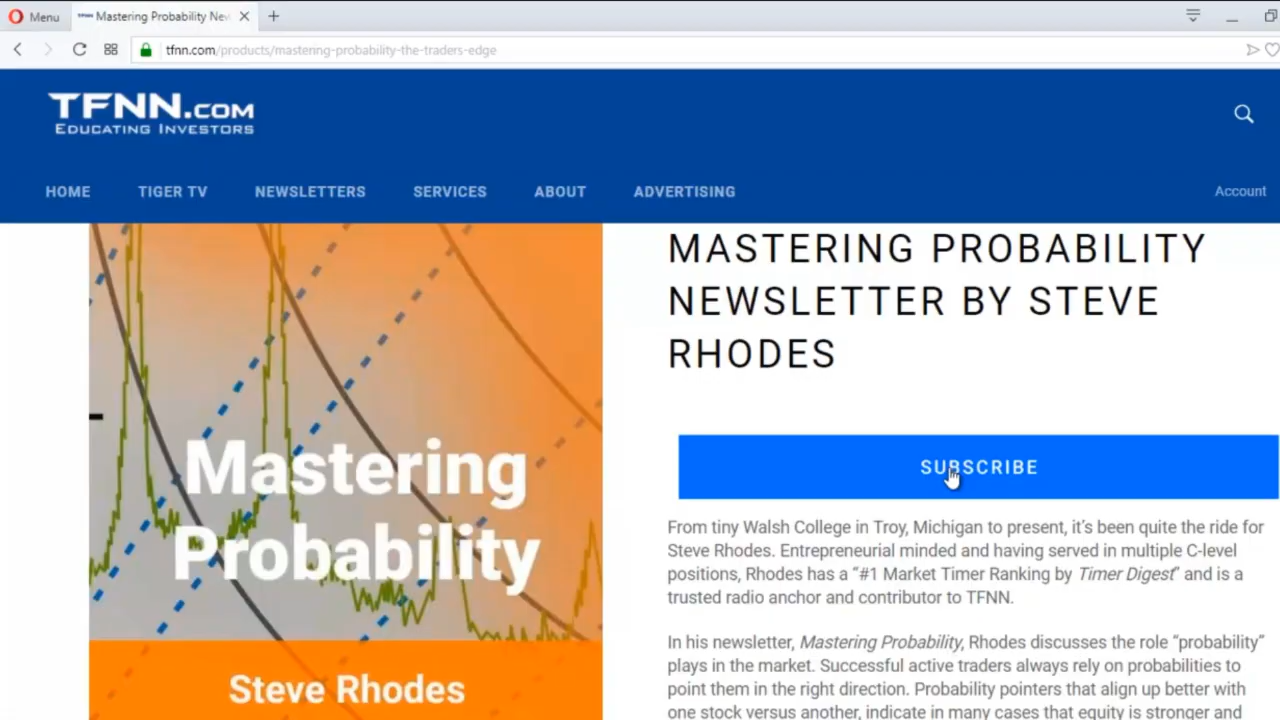 Menu
Mastering Probability Nev
tfnn.com/products/mastering-probability-the-traders-edge
TFNN.COM
EDUCATING INVESTORS
HOME TIGER TV NEWSLETTERS SERVICES ABOUT ADVERTISING Account
MASTERING PROBABILITY
NEWSLETTER BY STEVE
RHODES
SUBSCRIBE
From tiny Walsh College in Troy, Michigan to present, it's been quite the ride for
Steve Rhodes. Entrepreneurial minded and having served in multiple C-level
positions, Rhodes has a “#1 Market Timer Ranking by Timer Digest” and is a
trusted radio anchor and contributor to TFNN.
In his newsletter, Mastering Probability, Rhodes discusses the role “probability”
plays in the market. Successful active traders always rely on probabilities to
point them in the right direction. Probability pointers that align up better with
one stock versus another, indicate in many cases that equity is stronger and
Mastering
Probability
Steve Rhodes